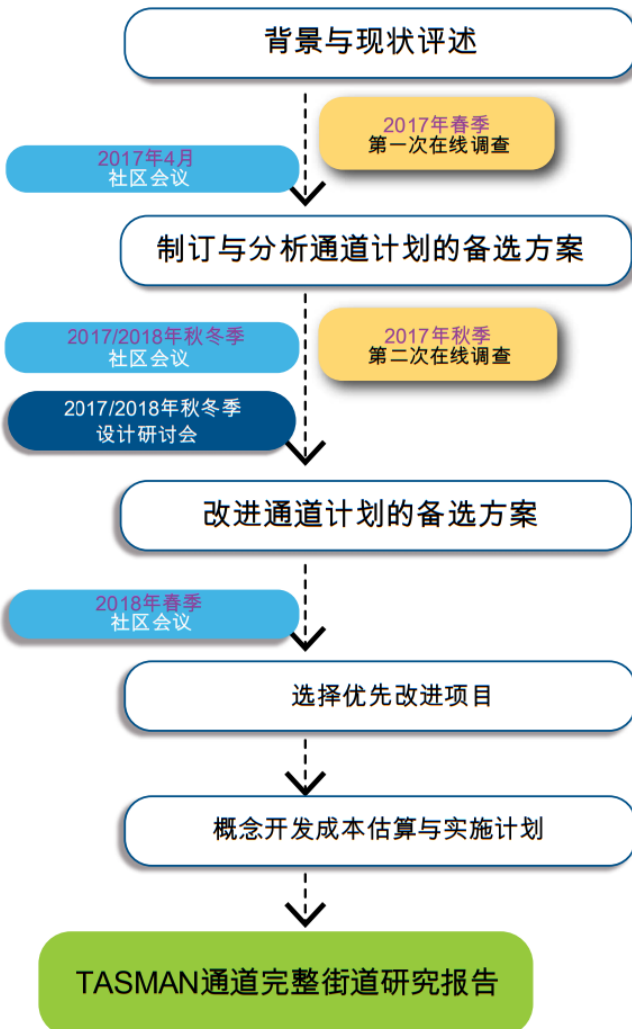 背景与现状评述
2017年春季
第一次在线调查
2017年4月
社区会议
制订与分析通道计划的备选方案
2017/2018年秋冬季
社区会议
2017年秋季
第二次在线调查
2017/2018年秋冬季
设计研讨会
改进通道计划的备选方案
2018年春季
社区会议
选择优先改进项目
概念开发成本估算与实施计划
TASMAN通道完整街道研究报告